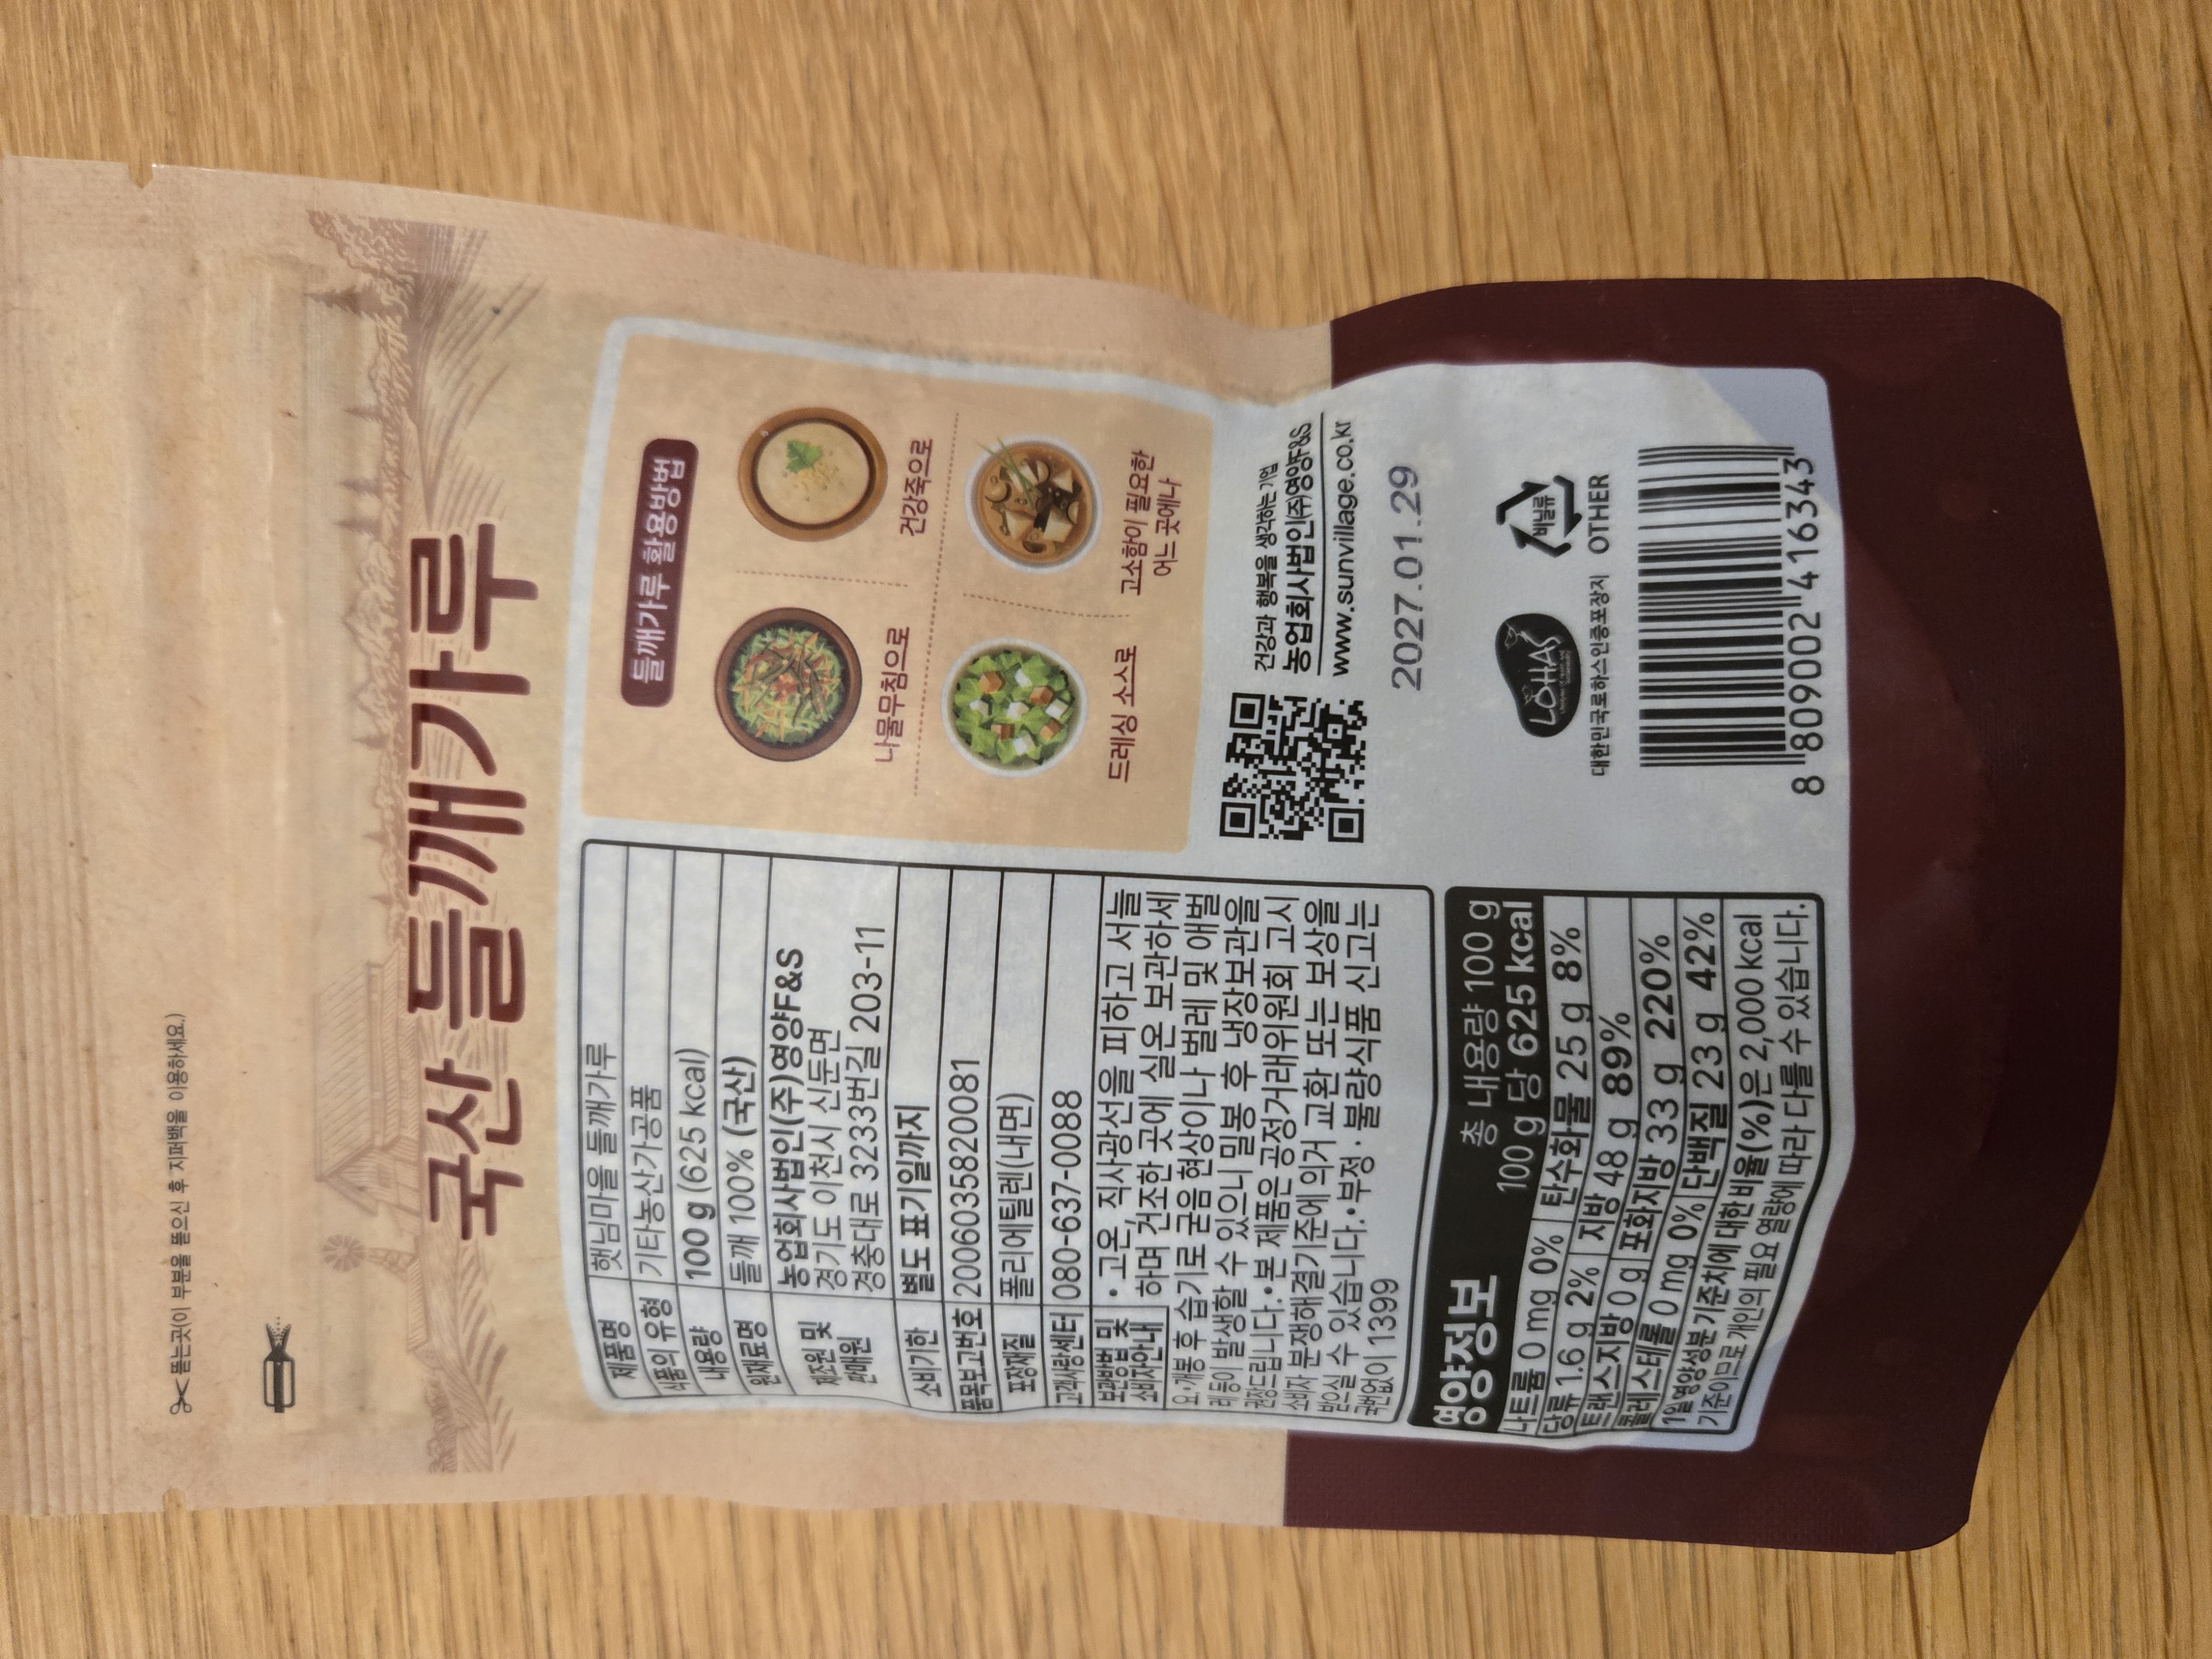 뜯는곳(이 부분을 뜯으신 후 지퍼백을 이용하세요.)
국산 들깨가루
제품명 햇님마을 들깨가루
식품의 유형 기타농산가공품
내용량 100 g (625 kcal)
원재료명 들깨 100% (국산)
제조원 및 판매원 농업회사법인(주)영양F&S
경기도 이천시 신둔면
경충대로 3233번길 203-11
소비기한 별도 표기일까지
품목보고번호 2006035820081
포장재질 폴리에틸렌(내면)
고객사랑센터 080-637-0088
보관방법 및 소비자안내 • 고온, 직사광선을 피하고 서늘
하며 건조한 곳에 실온 보관하세
요.•개봉 후 습기로 굳음 현상이나 벌레 및 애벌
레 등이 발생할 수 있으니 밀봉 후 냉장보관을
권장드립니다.•본 제품은 공정거래위원회 고시
소비자 분쟁해결기준에 의거 교환 또는 보상을
받으실 수 있습니다.•부정·불량식품 신고는
국번없이 1399
영양정보
총 내용량 100 g
100 g 당 625 kcal
나트륨 0 mg 0% 탄수화물 25 g 8%
당류 1.6 g 2% 지방 48 g 89%
트랜스지방 0 g 포화지방 33 g 220%
콜레스테롤 0 mg 0% 단백질 23 g 42%
1일 영양성분 기준치에 대한 비율(%)은 2,000 kcal
기준이므로 개인의 필요 열량에 따라 다를 수 있습니다.
들깨가루 활용방법
나물무침으로
건강죽으로
드레싱 소스로
고소함이 필요한
어느 곳에나
건강과 행복을 생각하는 기업
농업회사법인(주)영양F&S
www.sunvillage.co.kr
2027.01.29
LOHAS
대한민국로하스인증포장지
비닐류
OTHER
8 809002 416343